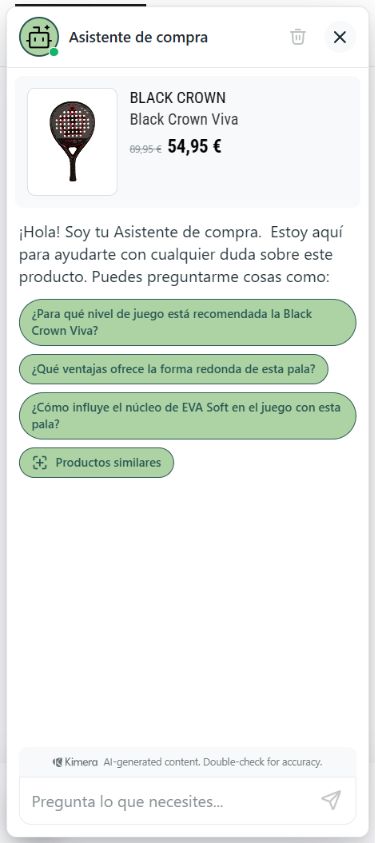 Asistente de compra
BLACK CROWN
Black Crown Viva
89,95 € 54,95 €
¡Hola! Soy tu Asistente de compra. Estoy aquí
para ayudarte con cualquier duda sobre este
producto. Puedes preguntarme cosas como:
¿Para qué nivel de juego está recomendada la Black
Crown Viva?
¿Qué ventajas ofrece la forma redonda de esta pala?
¿Cómo influye el núcleo de EVA Soft en el juego con esta
pala?
Productos similares
Kimera AI-generated content. Double-check for accuracy.
Pregunta lo que necesites...